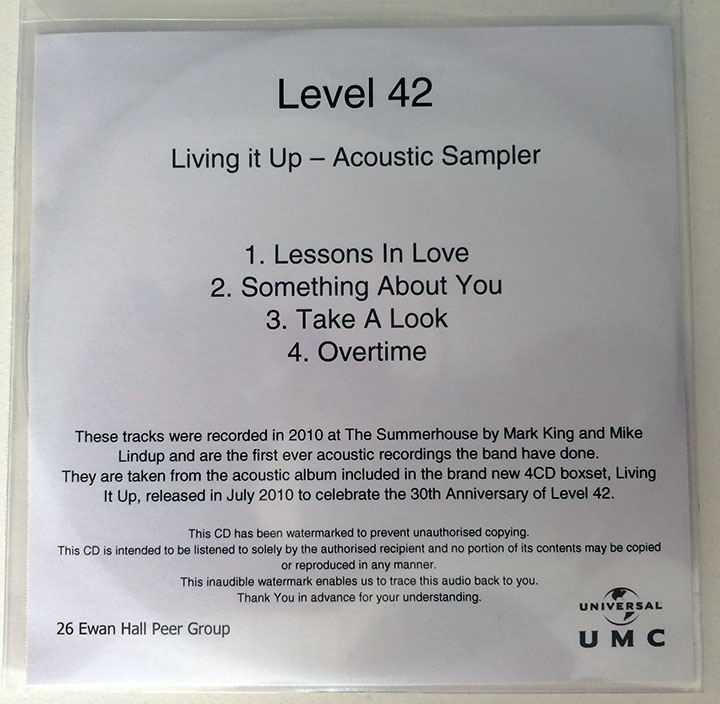 Level 42
Living it Up – Acoustic Sampler
1. Lessons In Love
2. Something About You
3. Take A Look
4. Overtime
These tracks were recorded in 2010 at The Summerhouse by Mark King and Mike
Lindup and are the first ever acoustic recordings the band have done.
They are taken from the acoustic album included in the brand new 4CD boxset, Living
It Up, released in July 2010 to celebrate the 30th Anniversary of Level 42.
This CD has been watermarked to prevent unauthorised copying.
This CD is intended to be listened to solely by the authorised recipient and no portion of its contents may be copied
or reproduced in any manner.
This inaudible watermark enables us to trace this audio back to you.
Thank You in advance for your understanding.
26 Ewan Hall Peer Group
UNIVERSAL
UMC